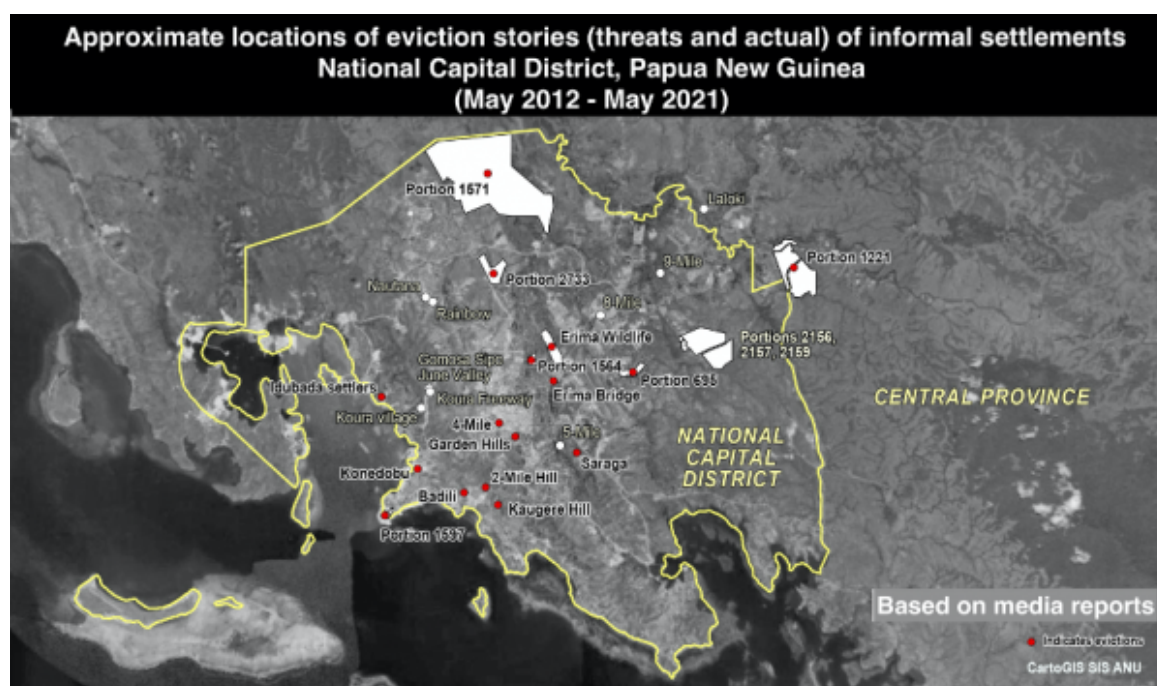 Approximate locations of eviction stories (threats and actual) of informal settlements
National Capital District, Papua New Guinea
(May 2012 - May 2021)
Portion 1571
Laloki
Portion 1221
9-Mile
Portion 2733
Nautana
Rainbow
8-Mile
Erima Wildlife
Portions 2156,
2157, 2159
Gomasa Sipo
June Valley
Portion 1564
Portion 695
Idubada settlers
Erima Bridge
Koura Freeway
Koura village
CENTRAL PROVINCE
4-Mile
Garden Hills
5-Mile
NATIONAL
CAPITAL
DISTRICT
Saraga
Konedobu
2-Mile Hill
Badili
Kaugere Hill
Portion 1597
Based on media reports
Indicates evictions
CartoGIS SIS ANU